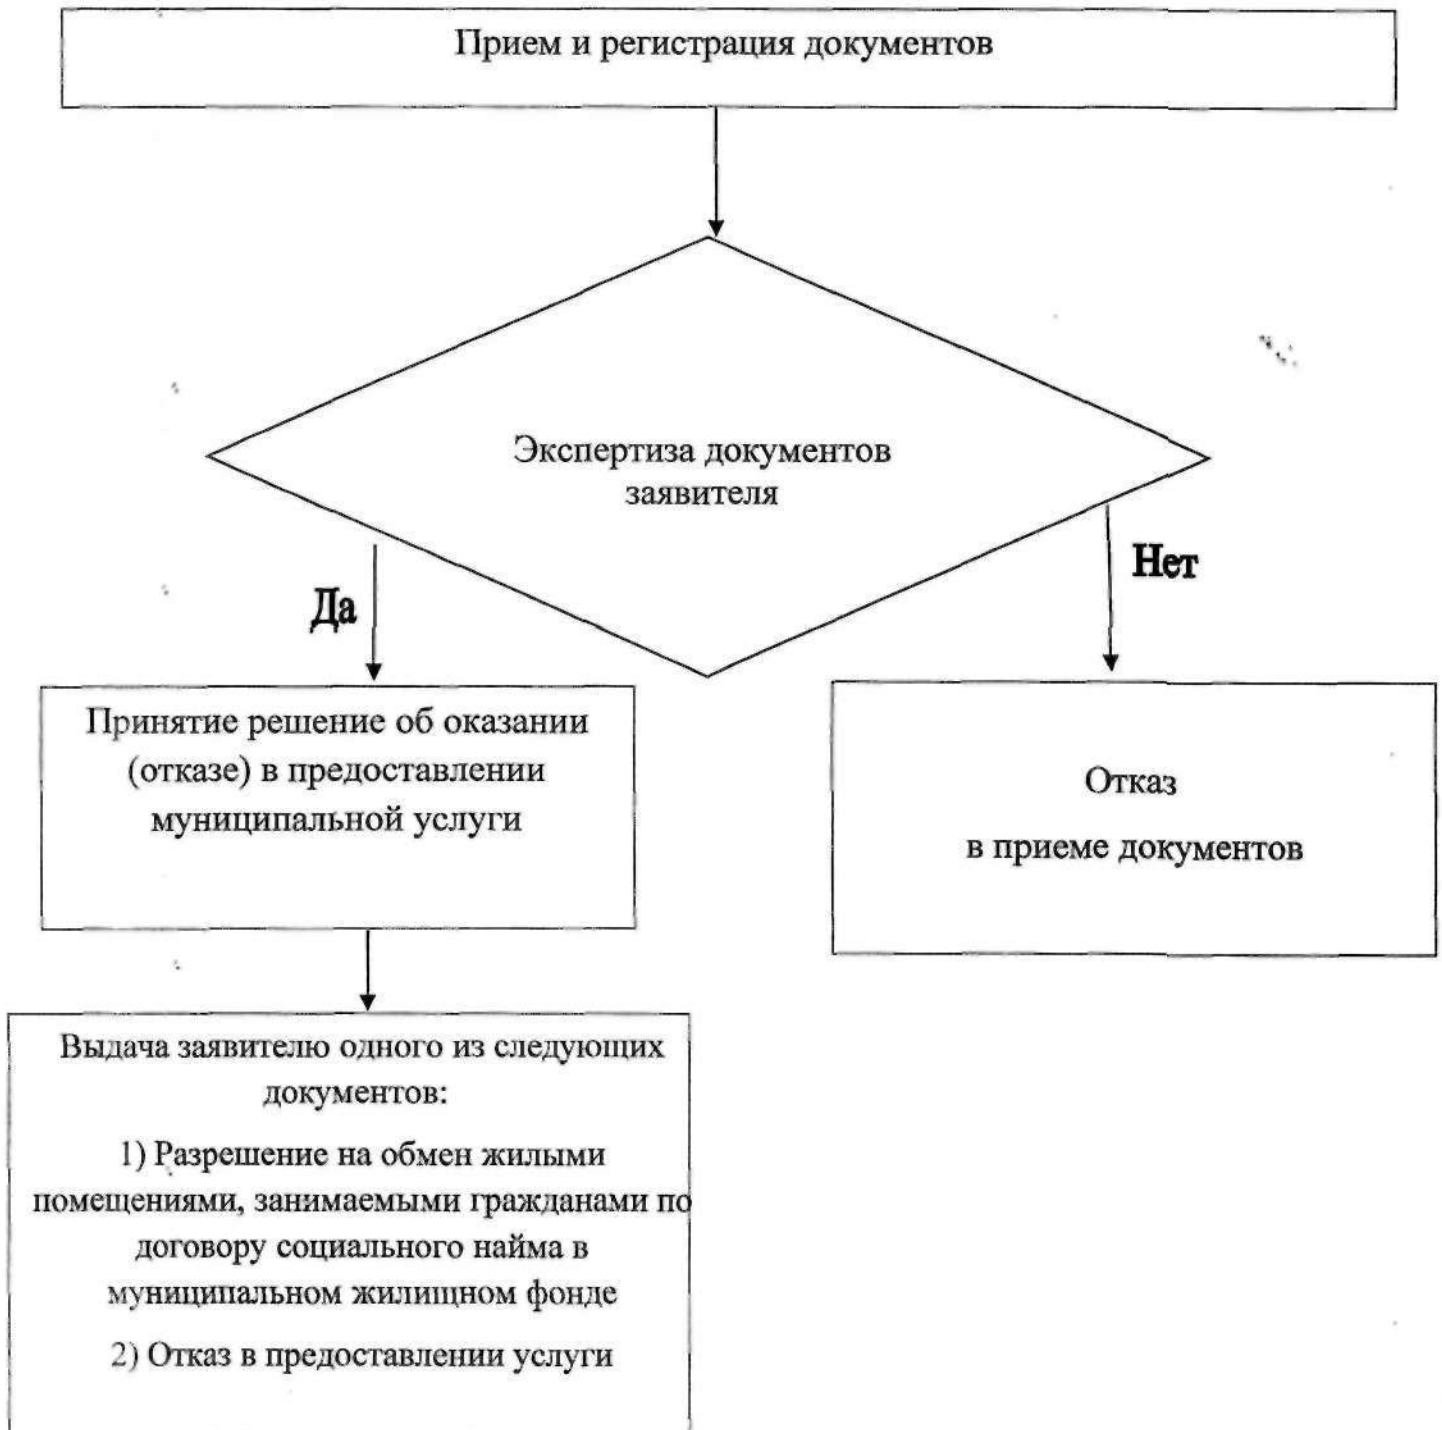 Прием и регистрация документов
Экспертиза документов
заявителя
Да
Нет
Принятие решение об оказании
(отказе) в предоставлении
муниципальной услуги
Отказ
в приеме документов
Выдача заявителю одного из следующих
документов:
1) Разрешение на обмен жилыми
помещениями, занимаемыми гражданами по
договору социального найма в
муниципальном жилищном фонде
2) Отказ в предоставлении услуги